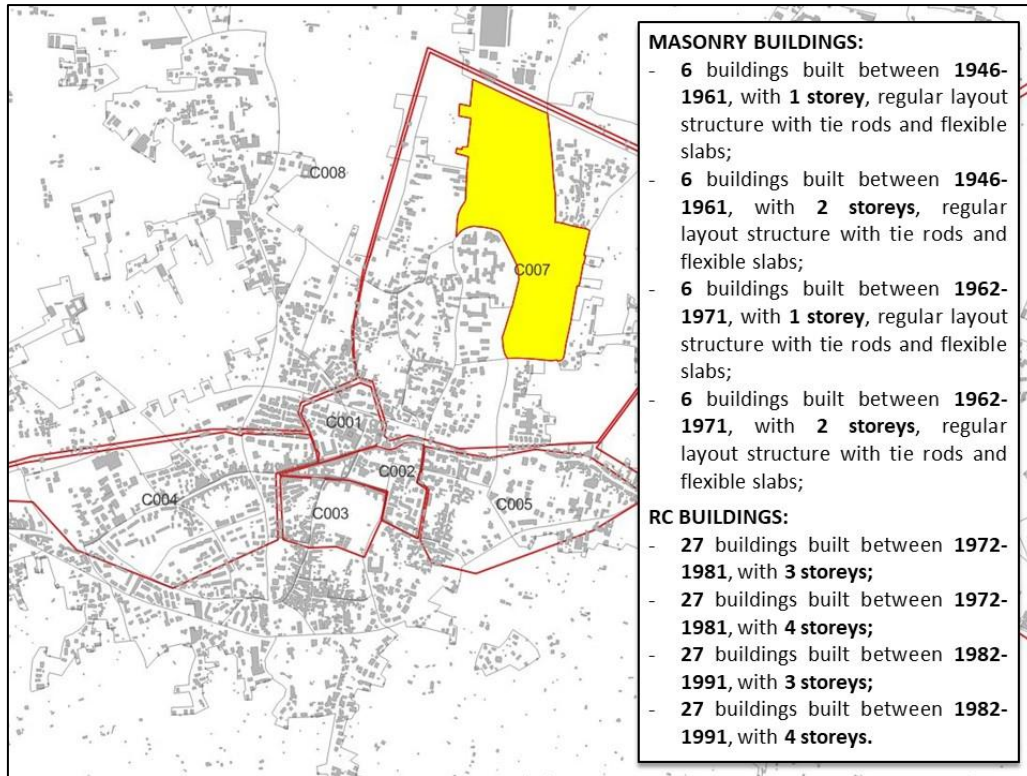 C008
C007
C001
C002
C004
C003
C005
MASONRY BUILDINGS:
- 6 buildings built between 1946-
1961, with 1 storey, regular layout
structure with tie rods and flexible
slabs;
- 6 buildings built between 1946-
1961, with 2 storeys, regular
layout structure with tie rods and
flexible slabs;
- 6 buildings built between 1962-
1971, with 1 storey, regular layout
structure with tie rods and flexible
slabs;
- 6 buildings built between 1962-
1971, with 2 storeys, regular
layout structure with tie rods and
flexible slabs;
RC BUILDINGS:
- 27 buildings built between 1972-
1981, with 3 storeys;
- 27 buildings built between 1972-
1981, with 4 storeys;
- 27 buildings built between 1982-
1991, with 3 storeys;
- 27 buildings built between 1982-
1991, with 4 storeys.